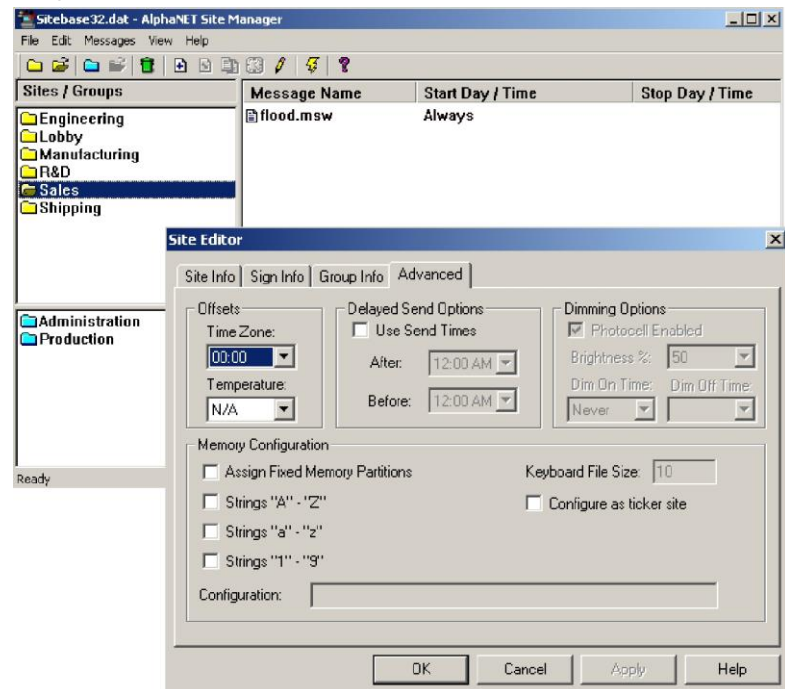 Sitebase32.dat - AlphaNET Site Manager
File Edit Messages View Help
Sites / Groups
Message Name Start Day / Time Stop Day / Time
Engineering
Lobby
Manufacturing
R&D
Sales
Shipping
flood.msw Always
Administration
Production
Ready
Site Editor
Site Info Sign Info Group Info Advanced
Offsets
Time Zone:
00:00
Temperature:
N/A
Delayed Send Options
Use Send Times
After: 12:00 AM
Before: 12:00 AM
Dimming Options
Photocell Enabled
Brightness %: 50
Dim On Time: Dim Off Time:
Never
Memory Configuration
Assign Fixed Memory Partitions
Keyboard File Size: 10
Strings "A" - "Z"
Configure as ticker site
Strings "a" - "z"
Strings "1" - "9"
Configuration:
OK Cancel Apply Help